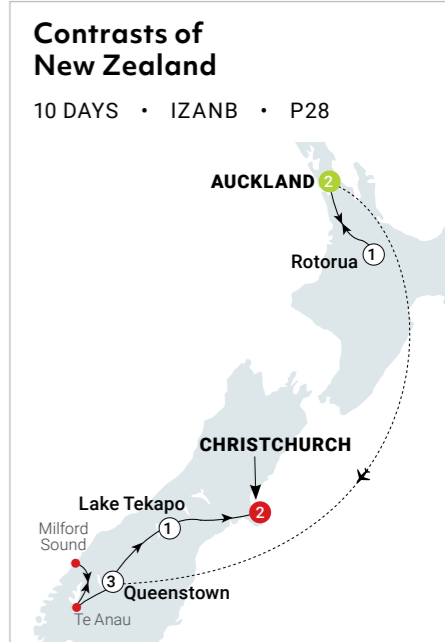 Contrasts of
New Zealand
10 DAYS • IZANB • P28
AUCKLAND 2
Rotorua 1
CHRISTCHURCH
2
Lake Tekapo
1
Milford
Sound
3
Queenstown
Te Anau